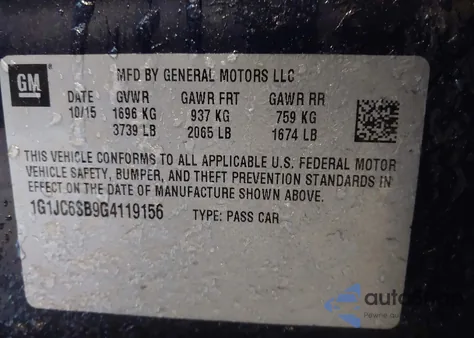 GM
MFD BY GENERAL MOTORS LLC
DATE GVWR GAWR FRT GAWR RR
10/15 1696 KG 937 KG 759 KG
3739 LB 2065 LB 1674 LB
THIS VEHICLE CONFORMS TO ALL APPLICABLE U.S. FEDERAL MOTOR
VEHICLE SAFETY, BUMPER, AND THEFT PREVENTION STANDARDS IN
EFFECT ON THE DATE OF MANUFACTURE SHOWN ABOVE.
1G1JC6SB9G4119156 TYPE: PASS CAR